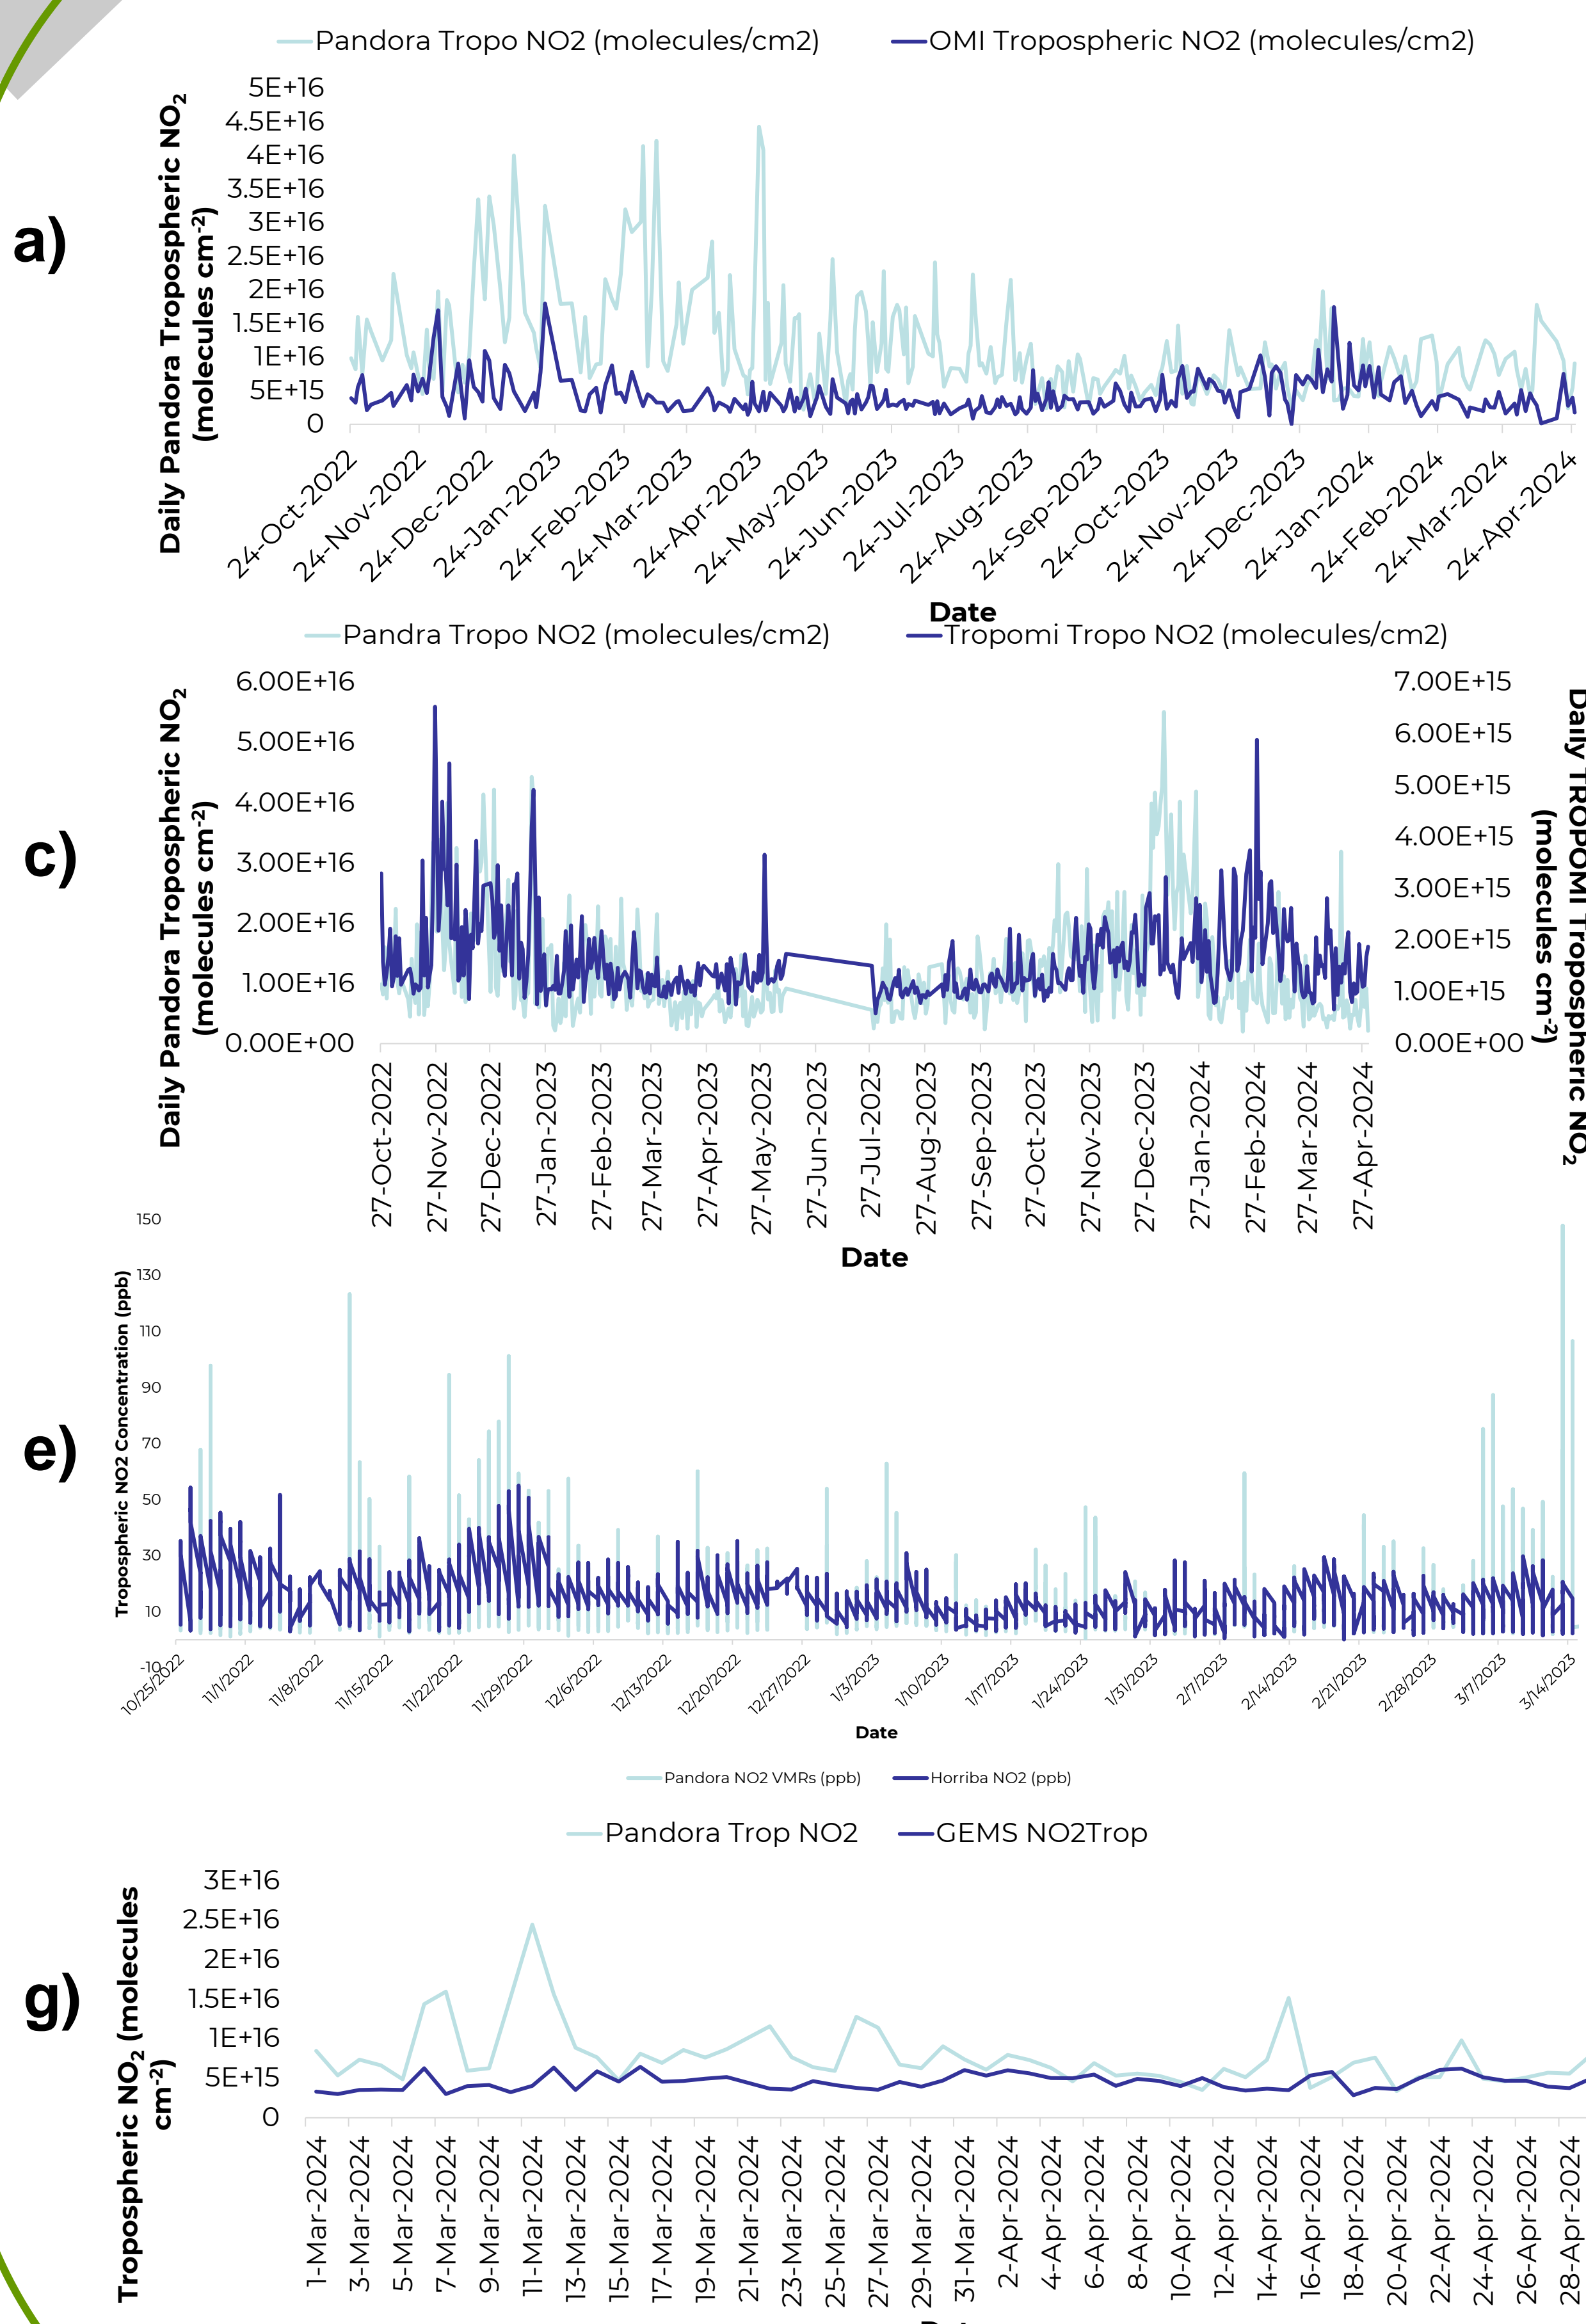 Pandora Tropo NO2 (molecules/cm2) OMI Tropospheric NO2 (molecules/cm2)
a)
Daily Pandora Tropospheric NO2
(molecules cm-2)
5E+16
4.5E+16
4E+16
3.5E+16
3E+16
2.5E+16
2E+16
1.5E+16
1E+16
5E+15
0
24-Oct-2022
24-Nov-2022
24-Dec-2022
24-Jan-2023
24-Feb-2023
24-Mar-2023
24-Apr-2023
24-May-2023
24-Jun-2023
24-Jul-2023
24-Aug-2023
24-Sep-2023
24-Oct-2023
24-Nov-2023
24-Dec-2023
24-Jan-2024
24-Feb-2024
24-Mar-2024
24-Apr-2024
Date
Pandra Tropo NO2 (molecules/cm2) Tropomi Tropo NO2 (molecules/cm2)
c)
Daily Pandora Tropospheric NO2
(molecules cm-2)
6.00E+16
5.00E+16
4.00E+16
3.00E+16
2.00E+16
1.00E+16
0.00E+00
7.00E+15
6.00E+15
5.00E+15
4.00E+15
3.00E+15
2.00E+15
1.00E+15
0.00E+00
Daily TROPOMI Tropospheric NO2
(molecules cm-2)
27-Oct-2022
27-Nov-2022
27-Dec-2022
27-Jan-2023
27-Feb-2023
27-Mar-2023
27-Apr-2023
27-May-2023
27-Jun-2023
27-Jul-2023
27-Aug-2023
27-Sep-2023
27-Oct-2023
27-Nov-2023
27-Dec-2023
27-Jan-2024
27-Feb-2024
27-Mar-2024
27-Apr-2024
Date
e)
Tropospheric NO2 Concentration (ppb)
150
130
110
90
70
50
30
10
-10
10/25/2022
11/1/2022
11/8/2022
11/15/2022
11/22/2022
11/29/2022
12/6/2022
12/13/2022
12/20/2022
12/27/2022
1/3/2023
1/10/2023
1/17/2023
1/24/2023
1/31/2023
2/7/2023
2/14/2023
2/21/2023
2/28/2023
3/7/2023
3/14/2023
Date
Pandora NO2 VMRs (ppb) Horriba NO2 (ppb)
Pandora Trop NO2 GEMS NO2Trop
g)
Tropospheric NO2 (molecules
cm-2)
3E+16
2.5E+16
2E+16
1.5E+16
1E+16
5E+15
0
1-Mar-2024
3-Mar-2024
5-Mar-2024
7-Mar-2024
9-Mar-2024
11-Mar-2024
13-Mar-2024
15-Mar-2024
17-Mar-2024
19-Mar-2024
21-Mar-2024
23-Mar-2024
25-Mar-2024
27-Mar-2024
29-Mar-2024
31-Mar-2024
2-Apr-2024
4-Apr-2024
6-Apr-2024
8-Apr-2024
10-Apr-2024
12-Apr-2024
14-Apr-2024
16-Apr-2024
18-Apr-2024
20-Apr-2024
22-Apr-2024
24-Apr-2024
26-Apr-2024
28-Apr-2024